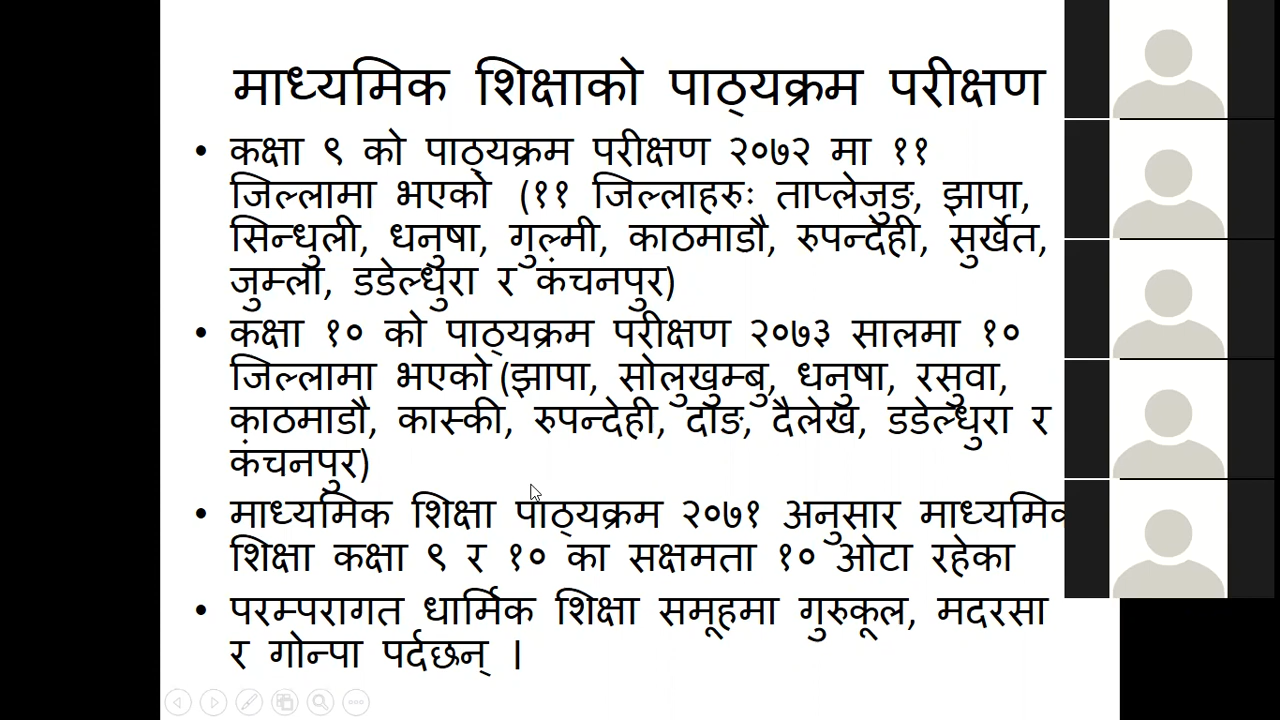 माध्यमिक शिक्षाको पाठ्यक्रम परीक्षण
• कक्षा ९ को पाठ्यक्रम परीक्षण २०७२ मा ११
जिल्लामा भएको (११ जिल्लाहरुः ताप्लेजुङ, झापा,
सिन्धुली, धनुषा, गुल्मी, काठमाडौ, रुपन्देही, सुर्खेत,
जुम्ला, डडेल्धुरा र कंचनपुर)
• कक्षा १० को पाठ्यक्रम परीक्षण २०७३ सालमा १०
जिल्लामा भएको (झापा, सोलुखुम्बु, धनुषा, रसुवा,
काठमाडौ, कास्की, रुपन्देही, दाङ, दैलेख, डडेल्धुरा र
कंचनपुर)
• माध्यमिक शिक्षा पाठ्यक्रम २०७१ अनुसार माध्यमिक
शिक्षा कक्षा ९ र १० का सक्षमता १० ओटा रहेका
• परम्परागत धार्मिक शिक्षा समूहमा गुरुकूल, मदरसा
र गोन्पा पर्दछन् ।